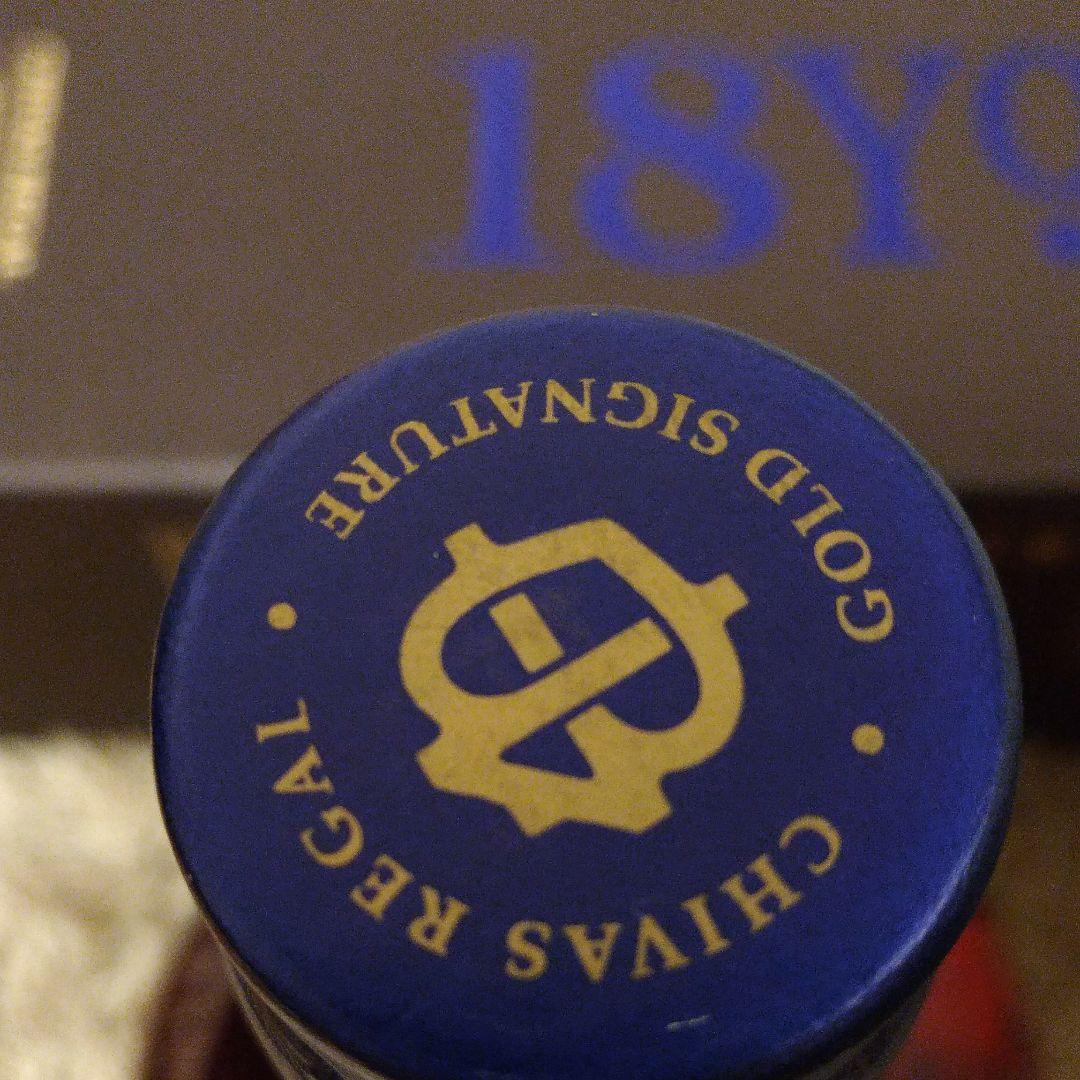 18Y
CHIVAS REGAL
GOLD SIGNATURE